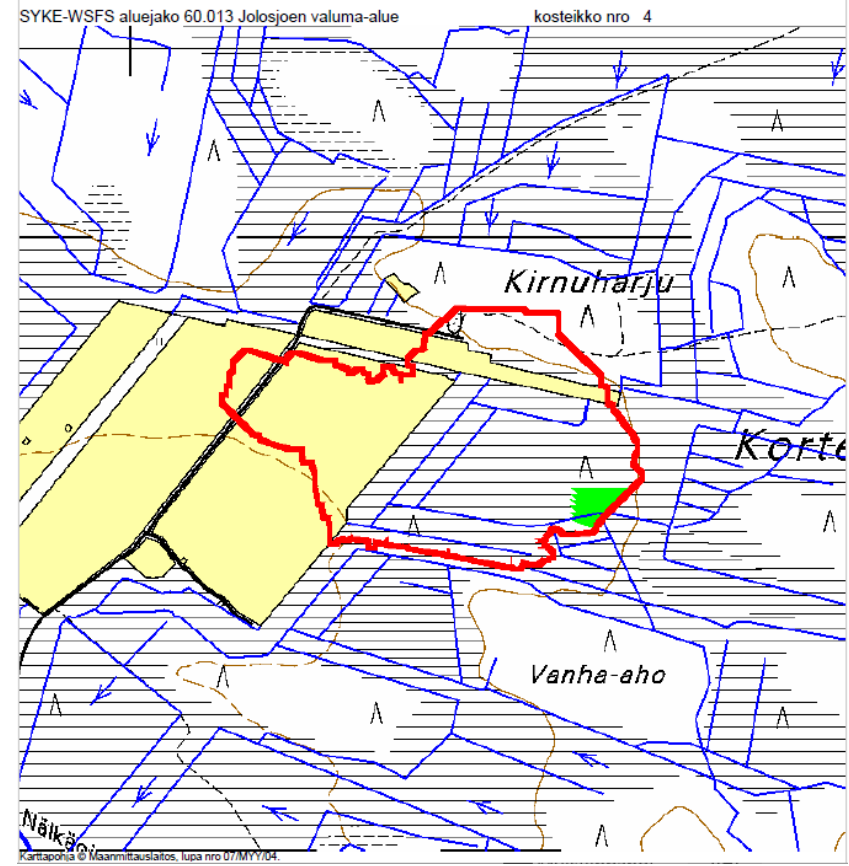 SYKE-WSFS aluejako 60.013 Jolosjoen valuma-alue kosteikko nro 4
Kirnuharju
Korte
Vanha-aho
Karttapohja © Maanmittauslaitos, lupa nro 07/MYY/04.